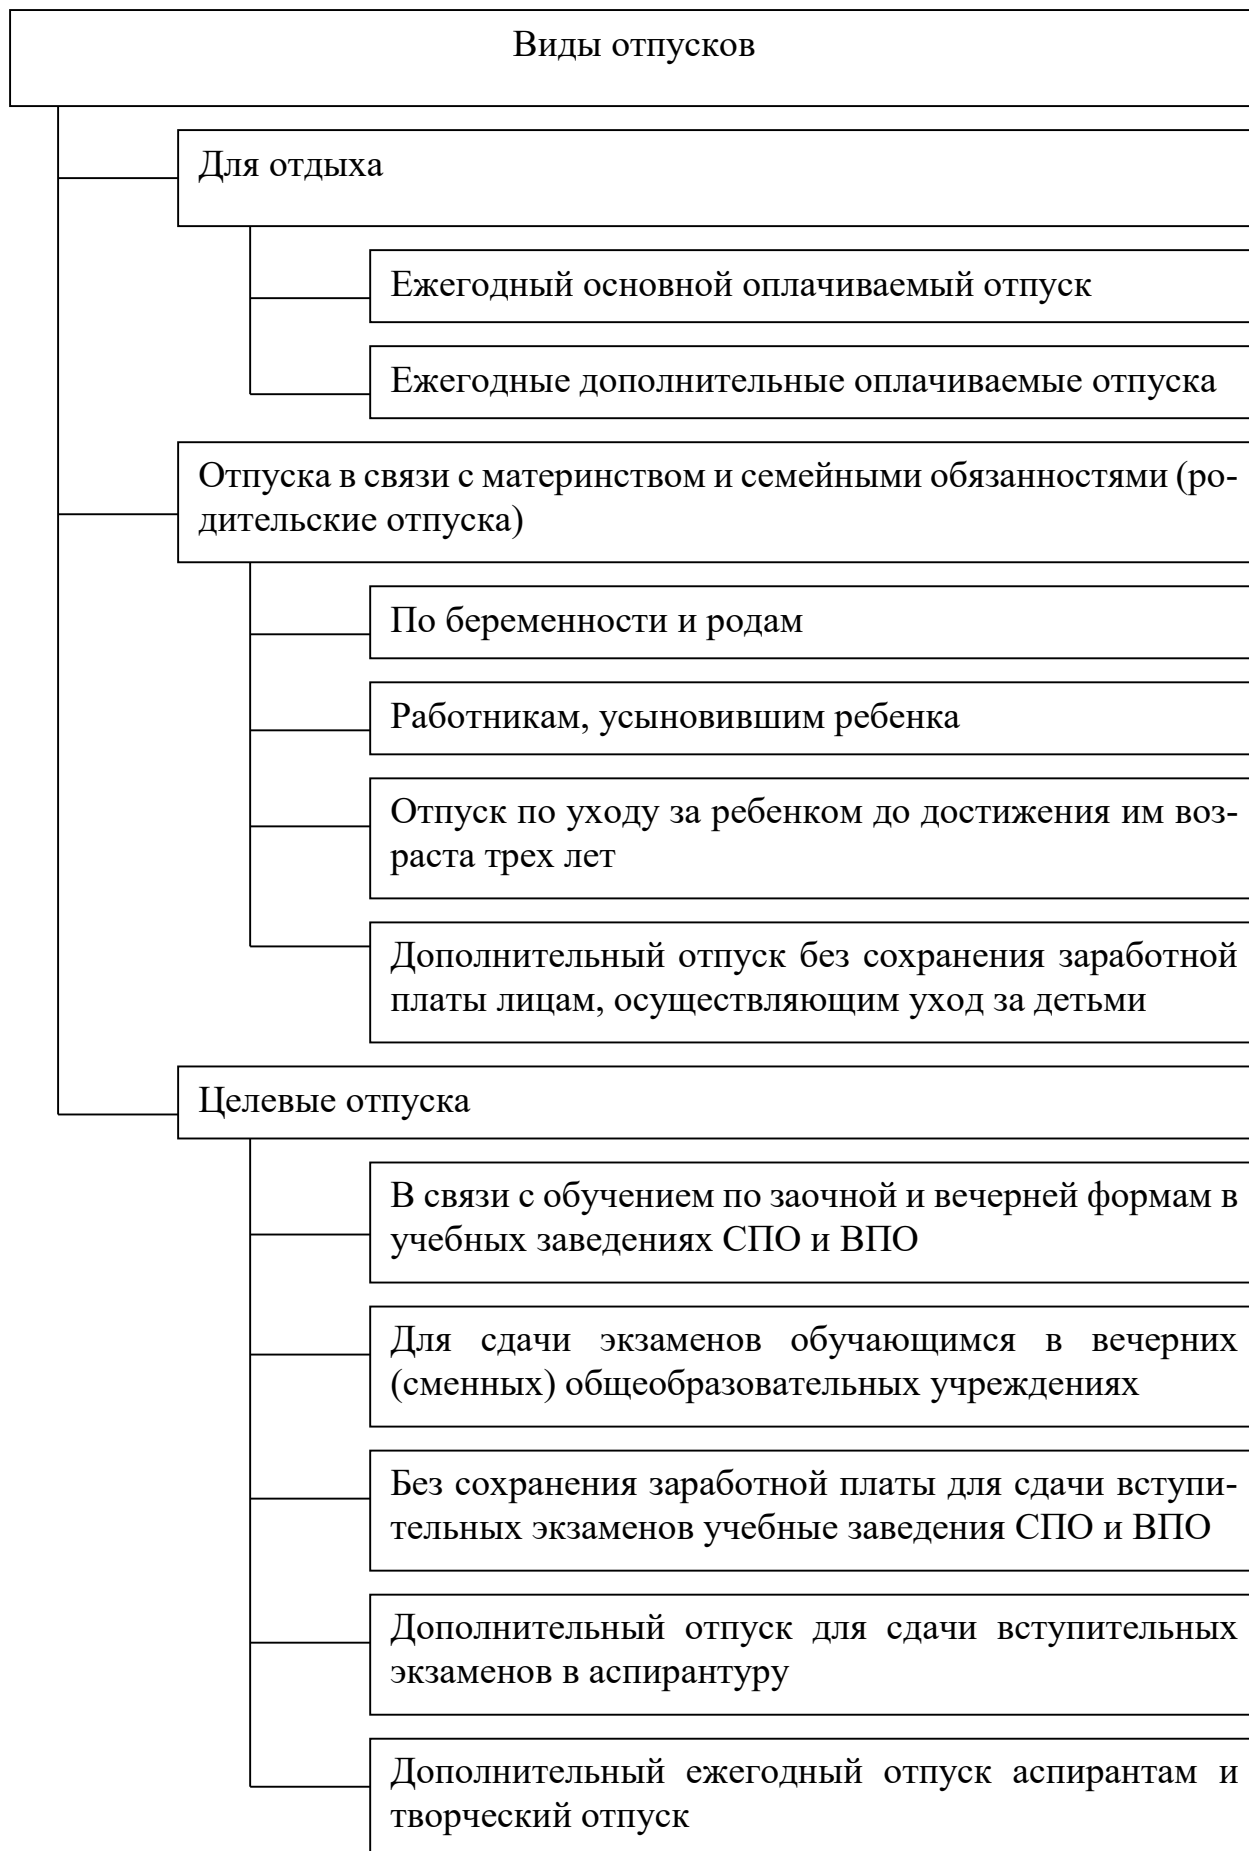 Виды отпусков
Для отдыха
Ежегодный основной оплачиваемый отпуск
Ежегодные дополнительные оплачиваемые отпуска
Отпуска в связи с материнством и семейными обязанностями (ро-
дительские отпуска)
По беременности и родам
Работникам, усыновившим ребенка
Отпуск по уходу за ребенком до достижения им воз-
раста трех лет
Дополнительный отпуск без сохранения заработной
платы лицам, осуществляющим уход за детьми
Целевые отпуска
В связи с обучением по заочной и вечерней формам в
учебных заведениях СПО и ВПО
Для сдачи экзаменов обучающимся в вечерних
(сменных) общеобразовательных учреждениях
Без сохранения заработной платы для сдачи вступи-
тельных экзаменов учебные заведения СПО и ВПО
Дополнительный отпуск для сдачи вступительных
экзаменов в аспирантуру
Дополнительный ежегодный отпуск аспирантам и
творческий отпуск